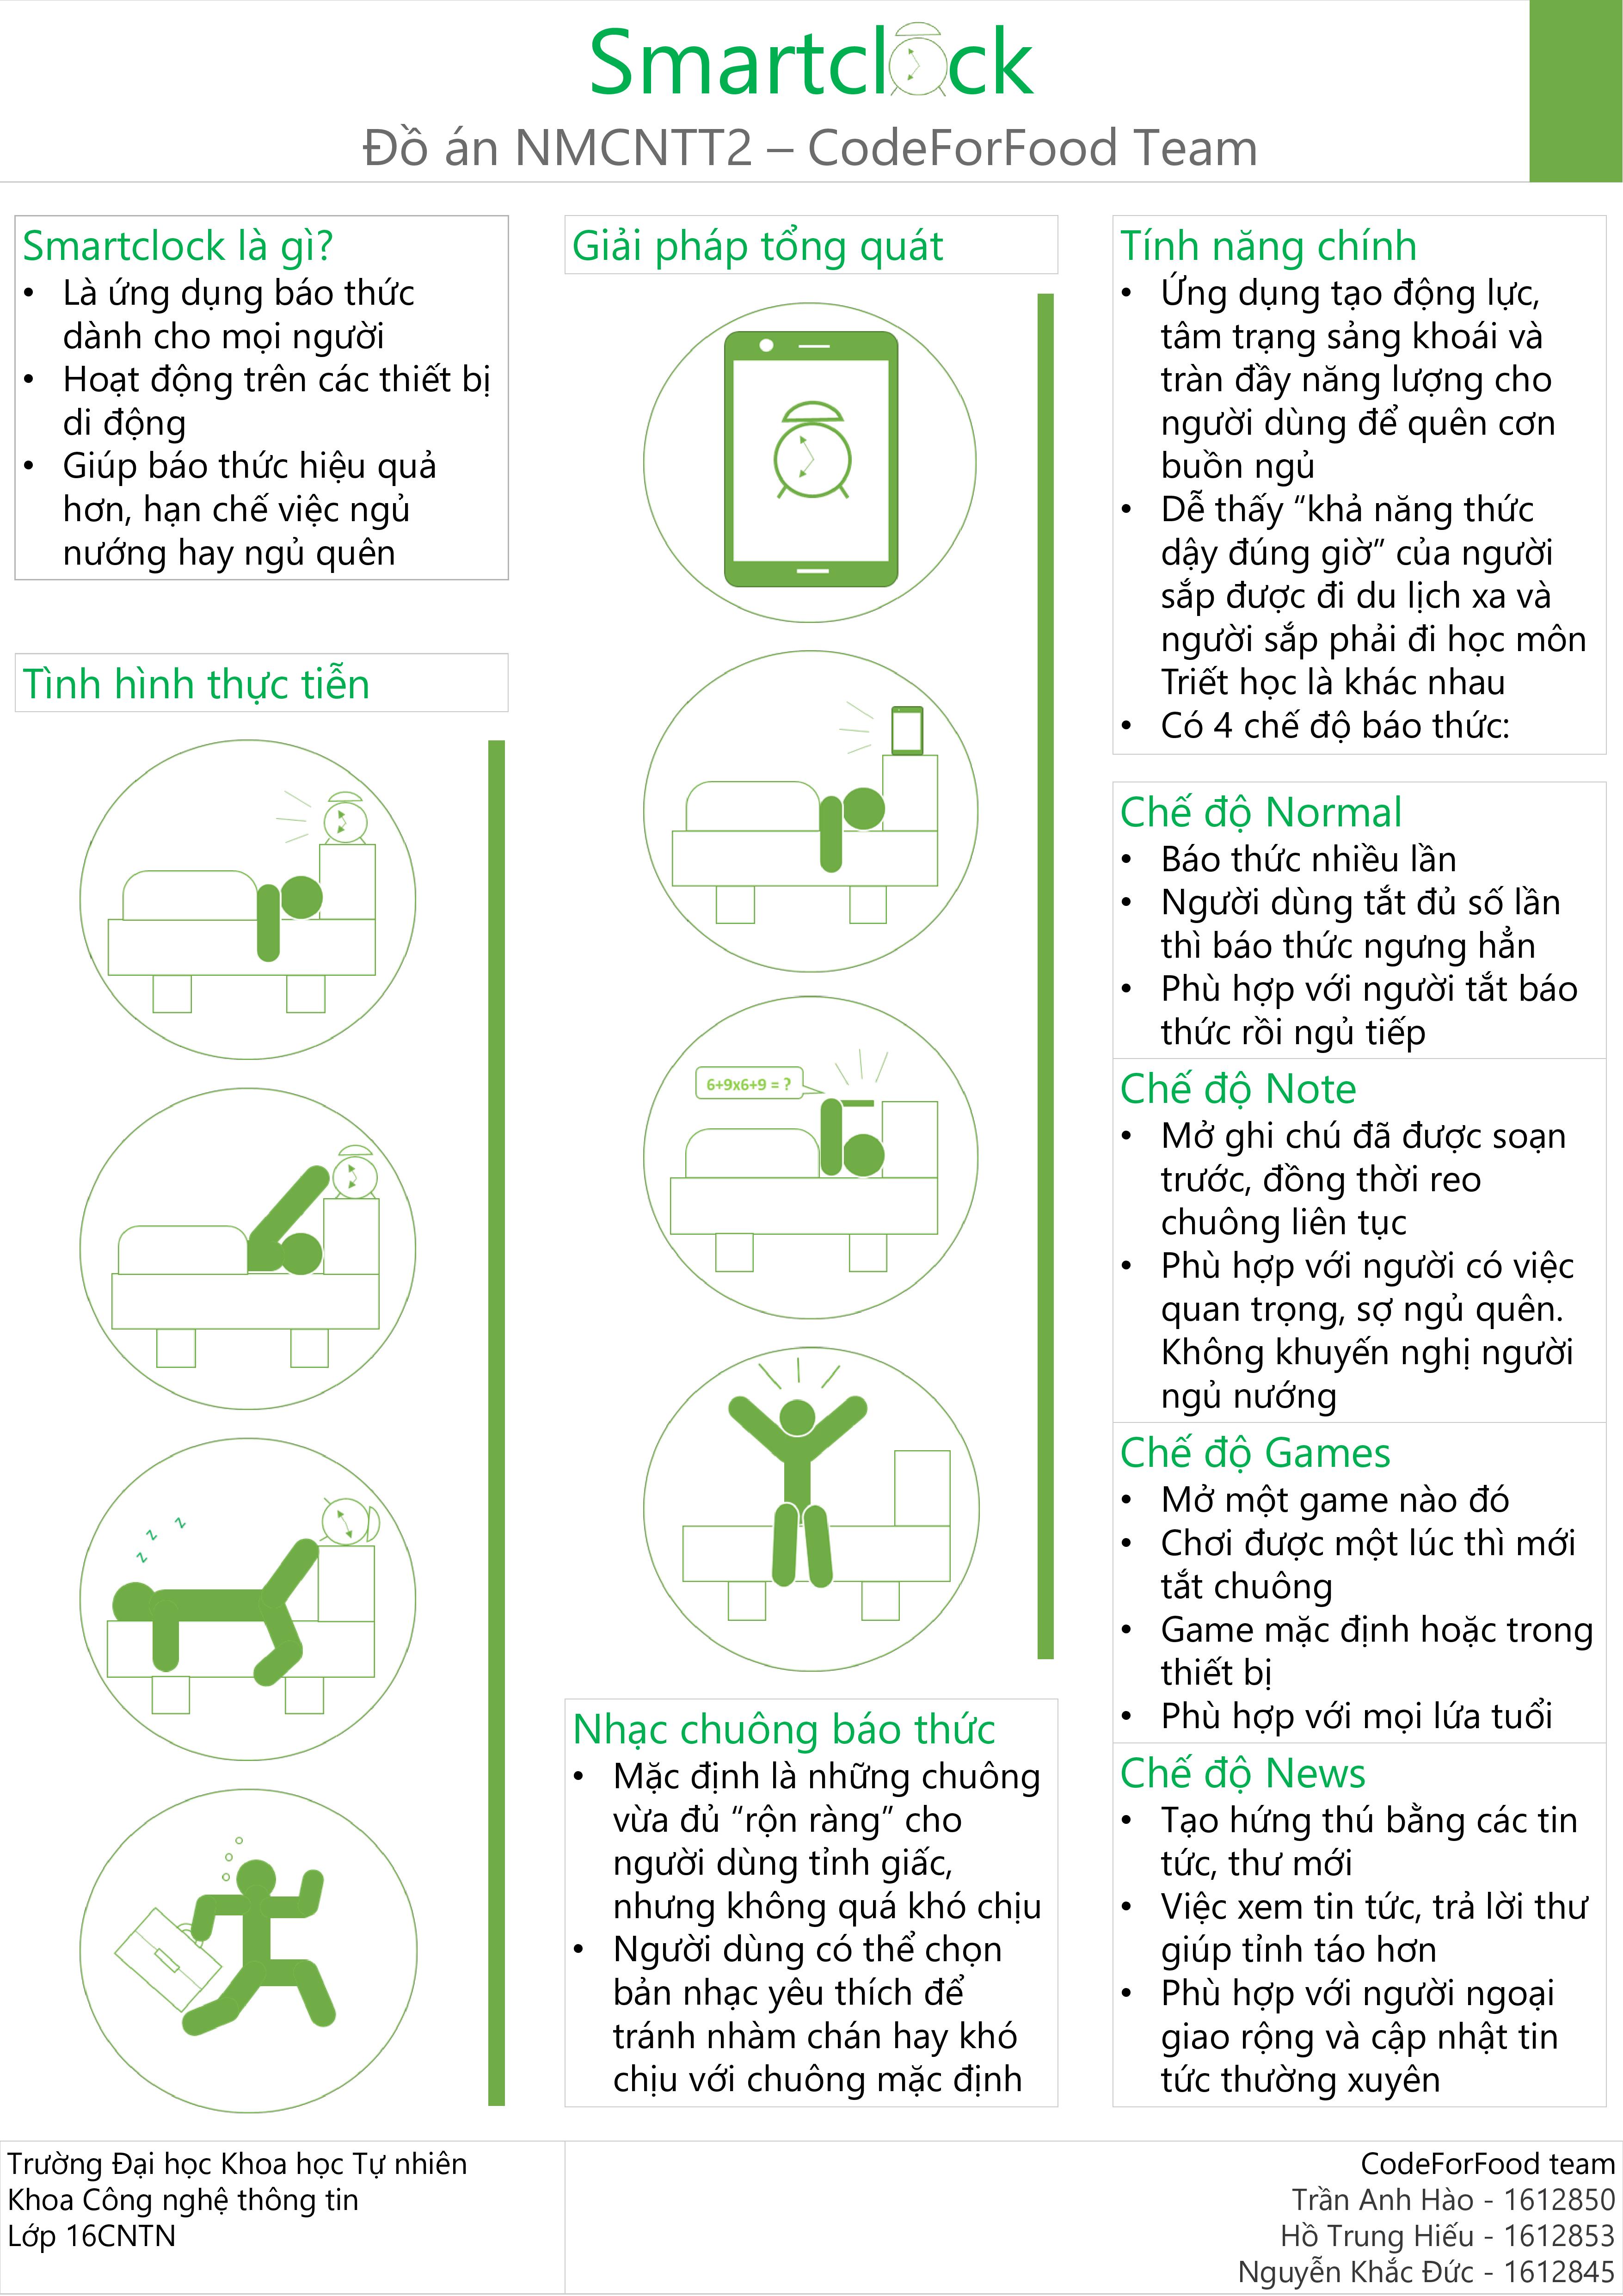 Smartclock
Đồ án NMCNTT2 – CodeForFood Team
Smartclock là gì?
• Là ứng dụng báo thức
dành cho mọi người
• Hoạt động trên các thiết bị
di động
• Giúp báo thức hiệu quả
hơn, hạn chế việc ngủ
nướng hay ngủ quên
Tình hình thực tiễn
z z z
Giải pháp tổng quát
6+9x6+9 = ?
Nhạc chuông báo thức
• Mặc định là những chuông
vừa đủ “rộn ràng” cho
người dùng tỉnh giấc,
nhưng không quá khó chịu
• Người dùng có thể chọn
bản nhạc yêu thích để
tránh nhàm chán hay khó
chịu với chuông mặc định
Tính năng chính
• Ứng dụng tạo động lực,
tâm trạng sảng khoái và
tràn đầy năng lượng cho
người dùng để quên cơn
buồn ngủ
• Dễ thấy “khả năng thức
dậy đúng giờ” của người
sắp được đi du lịch xa và
người sắp phải đi học môn
Triết học là khác nhau
• Có 4 chế độ báo thức:
Chế độ Normal
• Báo thức nhiều lần
• Người dùng tắt đủ số lần
thì báo thức ngưng hẳn
• Phù hợp với người tắt báo
thức rồi ngủ tiếp
Chế độ Note
• Mở ghi chú đã được soạn
trước, đồng thời reo
chuông liên tục
• Phù hợp với người có việc
quan trọng, sợ ngủ quên.
Không khuyến nghị người
ngủ nướng
Chế độ Games
• Mở một game nào đó
• Chơi được một lúc thì mới
tắt chuông
• Game mặc định hoặc trong
thiết bị
• Phù hợp với mọi lứa tuổi
Chế độ News
• Tạo hứng thú bằng các tin
tức, thư mới
• Việc xem tin tức, trả lời thư
giúp tỉnh táo hơn
• Phù hợp với người ngoại
giao rộng và cập nhật tin
tức thường xuyên
Trường Đại học Khoa học Tự nhiên
Khoa Công nghệ thông tin
Lớp 16CNTN
CodeForFood team
Trần Anh Hào - 1612850
Hồ Trung Hiếu - 1612853
Nguyễn Khắc Đức - 1612845